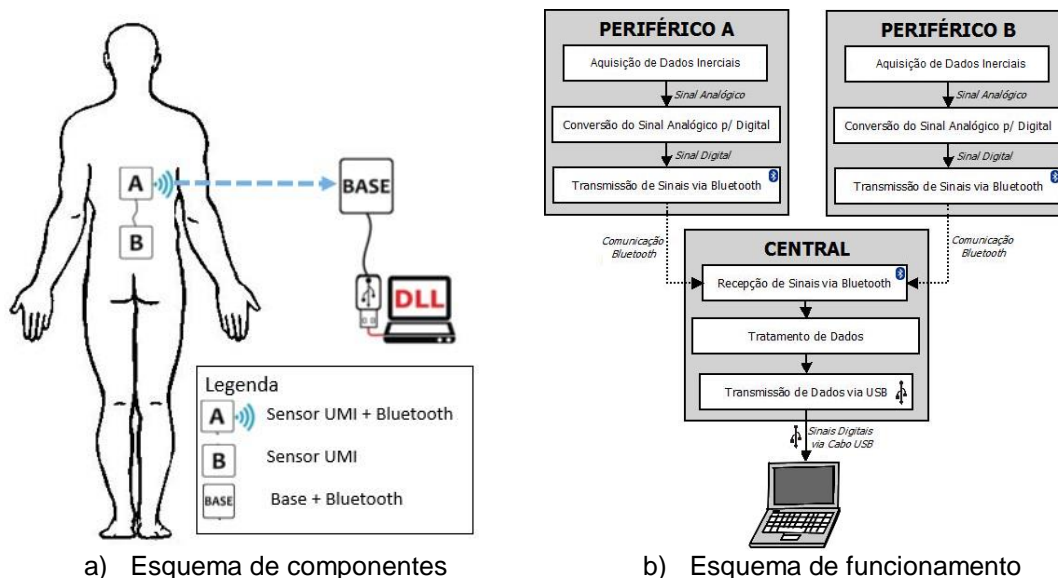 A
B
BASE
DLL
Legenda
A Sensor UMI + Bluetooth
B Sensor UMI
BASE Base + Bluetooth
a) Esquema de componentes
PERIFÉRICO A
Aquisição de Dados Inerciais
Sinal Analógico
Conversão do Sinal Analógico p/ Digital
Sinal Digital
Transmissão de Sinais via Bluetooth
Comunicação
Bluetooth
PERIFÉRICO B
Aquisição de Dados Inerciais
Sinal Analógico
Conversão do Sinal Analógico p/ Digital
Sinal Digital
Transmissão de Sinais via Bluetooth
Comunicação
Bluetooth
CENTRAL
Recepção de Sinais via Bluetooth
Tratamento de Dados
Transmissão de Dados via USB
Sinais Digitais
via Cabo USB
b) Esquema de funcionamento